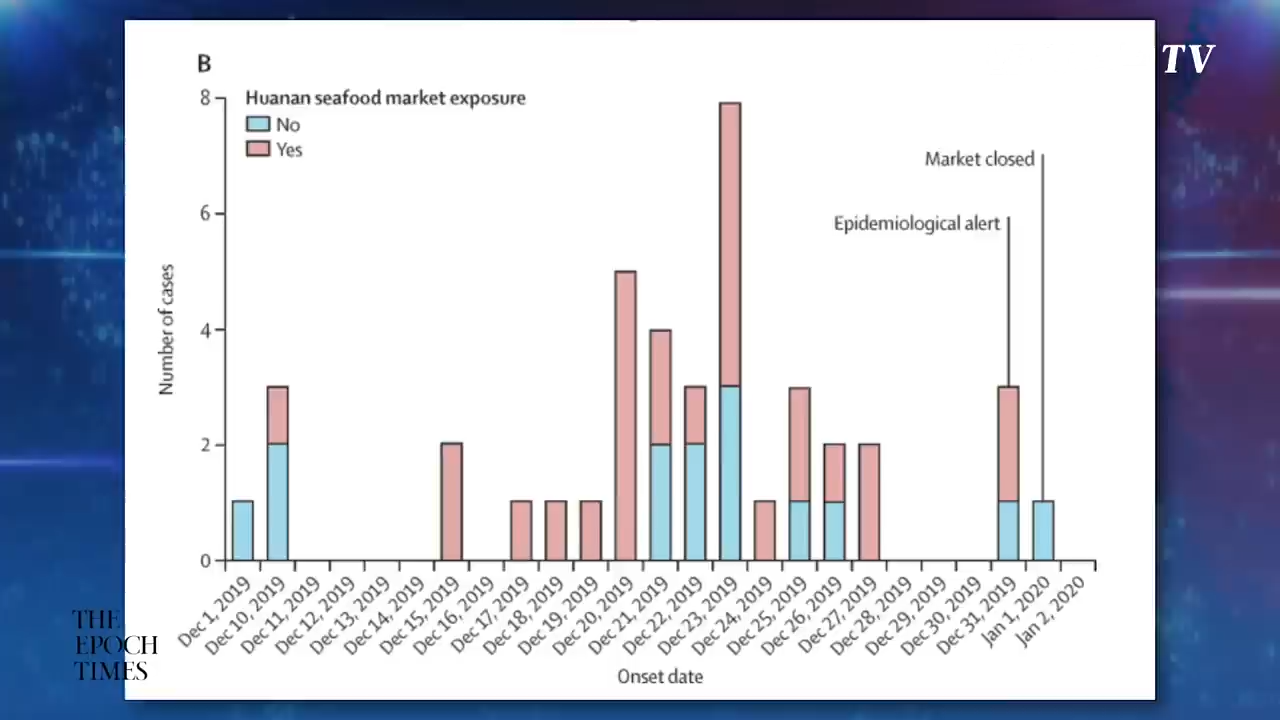 TV
B
Huanan seafood market exposure
No
Yes
Market closed
Epidemiological alert
Number of cases
8
6
4
2
0
Dec 1, 2019
Dec 10, 2019
Dec 11, 2019
Dec 12, 2019
Dec 13, 2019
Dec 14, 2019
Dec 15, 2019
Dec 16, 2019
Dec 17, 2019
Dec 18, 2019
Dec 19, 2019
Dec 20, 2019
Dec 21, 2019
Dec 22, 2019
Dec 23, 2019
Dec 24, 2019
Dec 25, 2019
Dec 26, 2019
Dec 27, 2019
Dec 28, 2019
Dec 29, 2019
Dec 30, 2019
Dec 31, 2019
Jan 1, 2020
Jan 2, 2020
Onset date
THE
EPOCH
TIMES